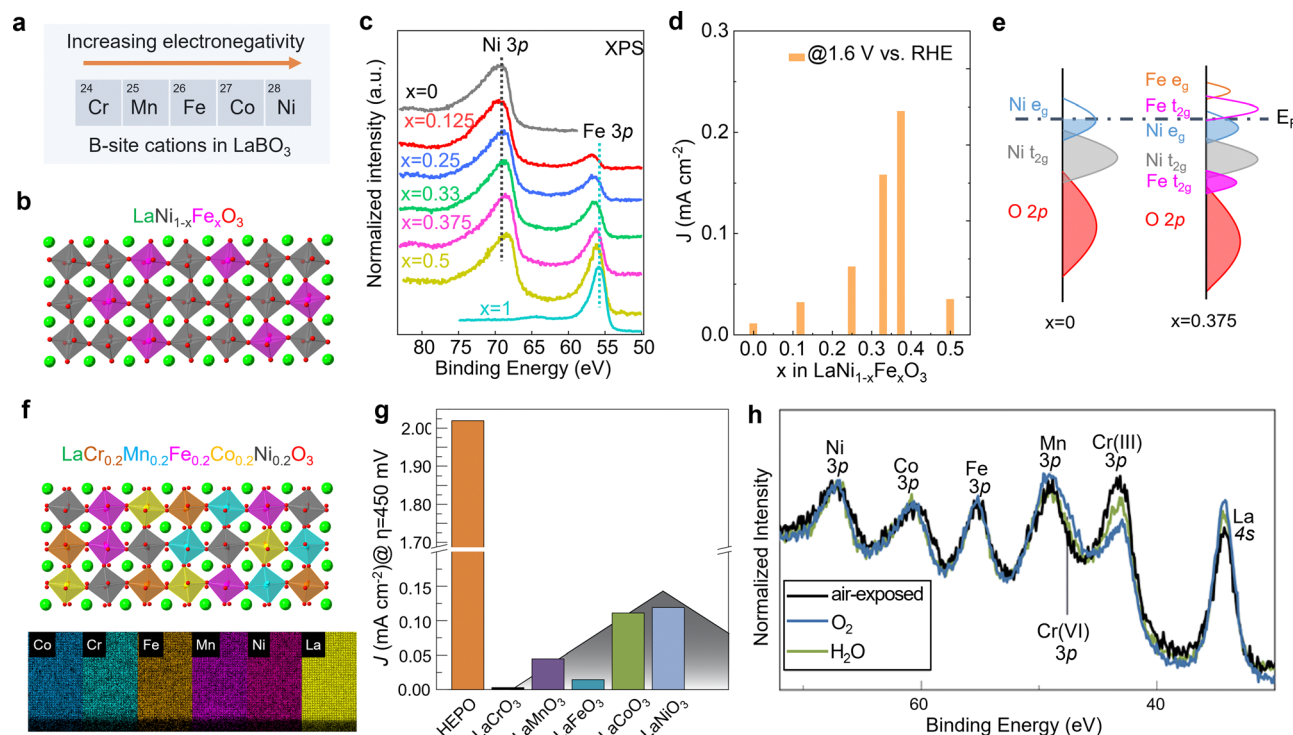 a
Increasing electronegativity
24 25 26 27 28
Cr Mn Fe Co Ni
B-site cations in LaBO₃
b
LaNi₁₋ₓFeₓO₃
c
Normalized intensity (a.u.)
Ni 3p
XPS
Fe 3p
x=0
x=0.125
x=0.25
x=0.33
x=0.375
x=0.5
x=1
80 75 70 65 60 55 50
Binding Energy (eV)
d
J (mA cm⁻²)
@1.6 V vs. RHE
0.3
0.2
0.1
0.0
0.0 0.1 0.2 0.3 0.4 0.5
x in LaNi₁₋ₓFeₓO₃
e
Ni e_g
Ni t_2g
O 2p
x=0
Fe e_g
Fe t_2g
Ni e_g
Ni t_2g
Fe t_2g
O 2p
x=0.375
E_F
f
LaCr₀.₂Mn₀.₂Fe₀.₂Co₀.₂Ni₀.₂O₃
Co Cr Fe Mn Ni La
g
J (mA cm⁻²)@ η=450 mV
2.00
1.90
1.80
1.70
0.15
0.10
0.05
0.00
HEPO
LaCrO₃
LaMnO₃
LaFeO₃
LaCoO₃
LaNiO₃
h
Normalized Intensity
Ni
3p
Co
3p
Fe
3p
Mn
3p
Cr(III)
3p
La
4s
Cr(VI)
3p
air-exposed
O₂
H₂O
60 40
Binding Energy (eV)